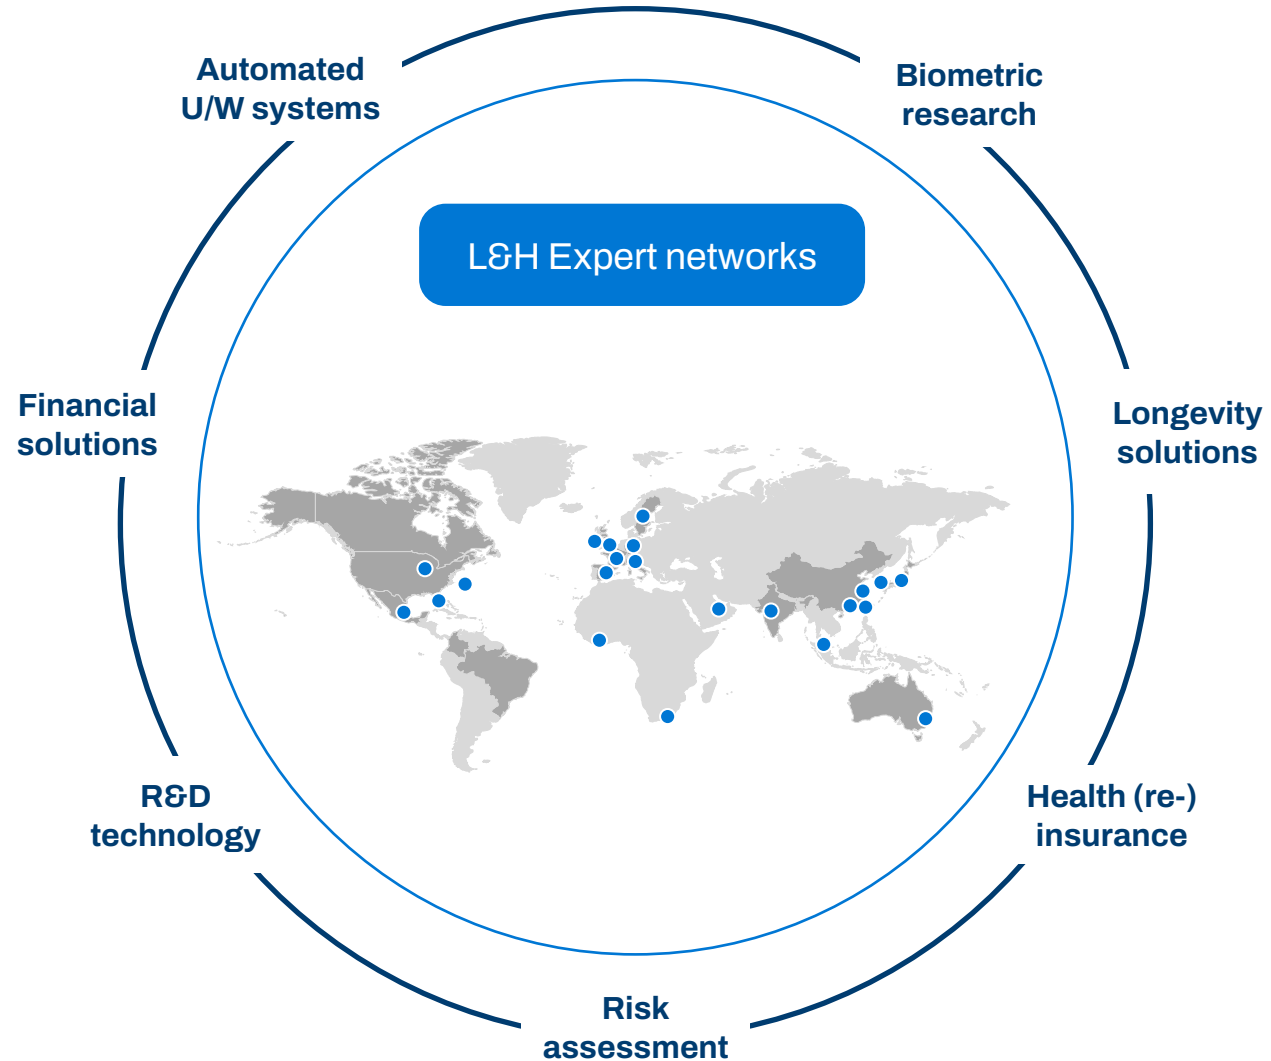 Automated
U/W systems
Biometric
research
L&H Expert networks
Financial
solutions
Longevity
solutions
R&D
technology
Health (re-)
insurance
Risk
assessment